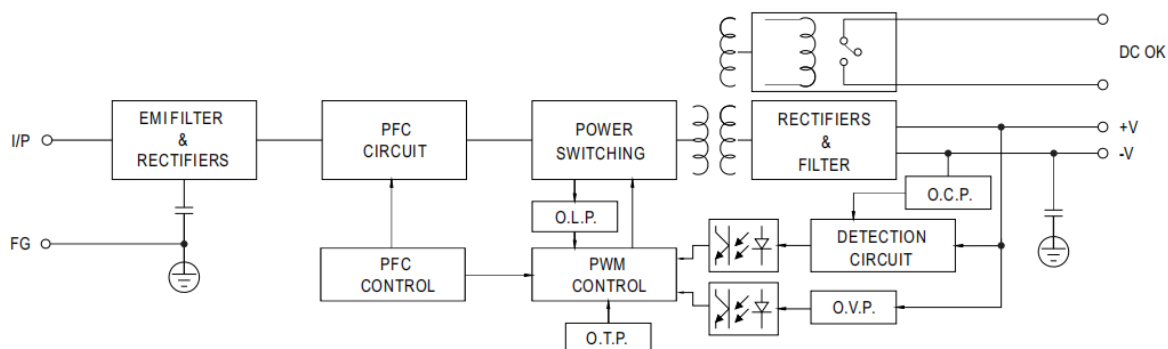 DC OK
I/P
EMI FILTER
&
RECTIFIERS
PFC
CIRCUIT
POWER
SWITCHING
RECTIFIERS
&
FILTER
+V
-V
O.C.P.
O.L.P.
FG
PFC
CONTROL
PWM
CONTROL
DETECTION
CIRCUIT
O.V.P.
O.T.P.